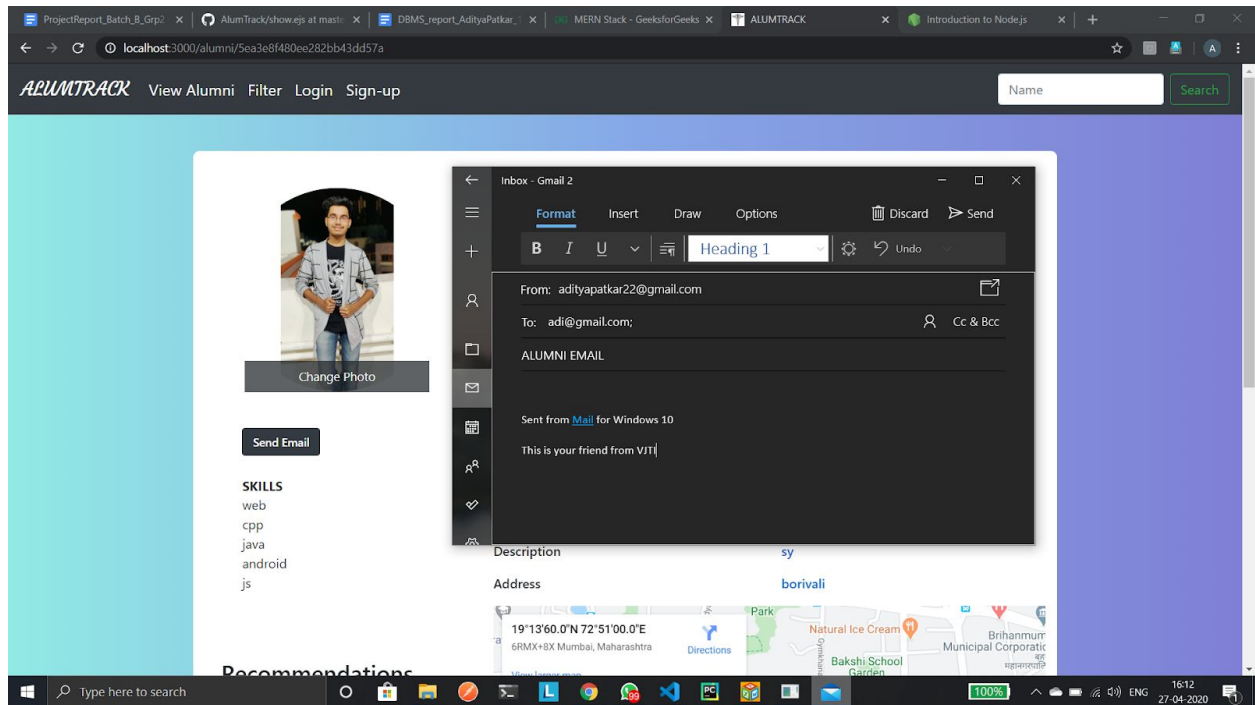 ProjectReport_Batch_B_Grp2
AlumTrack/show.ejs at maste
DBMS_report_AdityaPatkar_
MERN Stack - GeeksforGeeks
ALUMTRACK
Introduction to Node.js
localhost:3000/alumni/5ea3e8f480ee282bb43dd57a
A
ALUMTRACK View Alumni Filter Login Sign-up Name Search
Inbox - Gmail 2
Format Insert Draw Options Discard Send
B I U Heading 1 Undo
From: adityapatkar22@gmail.com
To: adi@gmail.com; Cc & Bcc
ALUMNI EMAIL
Sent from Mail for Windows 10
This is your friend from VJTI
Change Photo
Send Email
SKILLS
web
cpp
java
android
js
Description sy
Address borivali
19°13'60.0"N 72°51'00.0"E
6RMX+8X Mumbai, Maharashtra
Directions
View larger map
Park
Natural Ice Cream
Bakshi School
Garden
Brihanmum
Municipal Corporatic
Recommendations
Type here to search
99
100%
ENG
16:12
27-04-2020
1